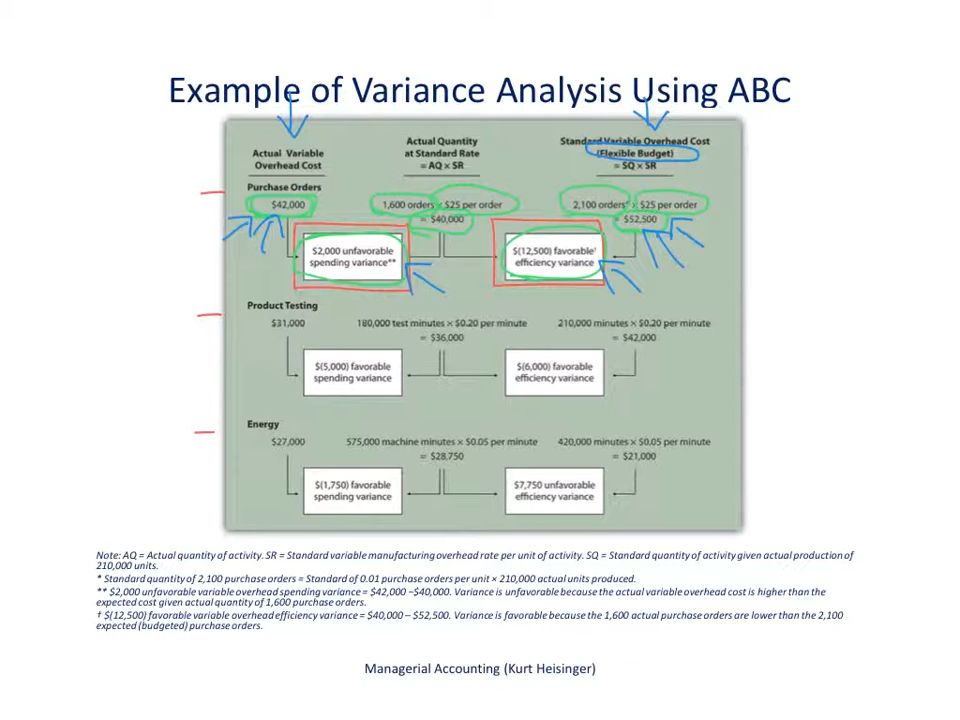 Example of Variance Analysis Using ABC
Actual Variable
Overhead Cost
Actual Quantity
at Standard Rate
= AQ × SR
Standard Variable Overhead Cost
(Flexible Budget)
= SQ × SR
Purchase Orders
$42,000
1,600 orders × $25 per order
= $40,000
2,100 orders* × $25 per order
= $52,500
$2,000 unfavorable
spending variance**
$(12,500) favorable†
efficiency variance
Product Testing
$31,000
180,000 test minutes × $0.20 per minute
= $36,000
210,000 minutes × $0.20 per minute
= $42,000
$(5,000) favorable
spending variance
$(6,000) favorable
efficiency variance
Energy
$27,000
575,000 machine minutes × $0.05 per minute
= $28,750
420,000 minutes × $0.05 per minute
= $21,000
$(1,750) favorable
spending variance
$7,750 unfavorable
efficiency variance
Note: AQ = Actual quantity of activity. SR = Standard variable manufacturing overhead rate per unit of activity. SQ = Standard quantity of activity given actual production of
210,000 units.
* Standard quantity of 2,100 purchase orders = Standard of 0.01 purchase orders per unit × 210,000 actual units produced.
** $2,000 unfavorable variable overhead spending variance = $42,000 –$40,000. Variance is unfavorable because the actual variable overhead cost is higher than the
expected cost given actual quantity of 1,600 purchase orders.
† $(12,500) favorable variable overhead efficiency variance = $40,000 – $52,500. Variance is favorable because the 1,600 actual purchase orders are lower than the 2,100
expected (budgeted) purchase orders.
Managerial Accounting (Kurt Heisinger)